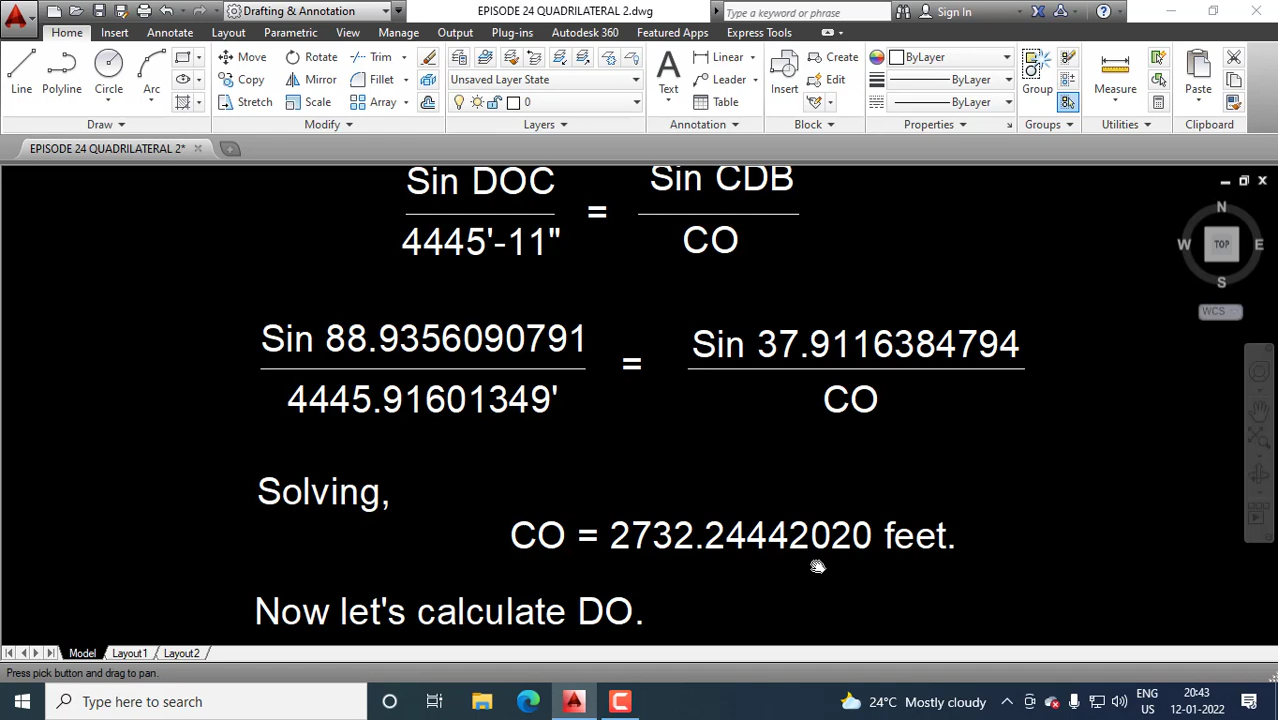 Drafting & Annotation
EPISODE 24 QUADRILATERAL 2.dwg
Type a keyword or phrase
Sign In
Home Insert Annotate Layout Parametric View Manage Output Plug-ins Autodesk 360 Featured Apps Express Tools
Line Polyline Circle Arc
Move Rotate Trim
Copy Mirror Fillet
Stretch Scale Array
Unsaved Layer State
0
Text
Linear
Leader
Table
Insert
Create
Edit
ByLayer
ByLayer
ByLayer
Group
Measure
Paste
Draw Modify Layers Annotation Block Properties Groups Utilities Clipboard
EPISODE 24 QUADRILATERAL 2*
Sin DOC = Sin CDB
4445'-11" CO
Sin 88.9356090791 = Sin 37.9116384794
4445.91601349' CO
Solving,
CO = 2732.24442020 feet.
Now let's calculate DO.
N
W TOP E
S
WCS
Model Layout1 Layout2
Press pick button and drag to pan.
Type here to search
24°C Mostly cloudy
ENG
US
20:43
12-01-2022